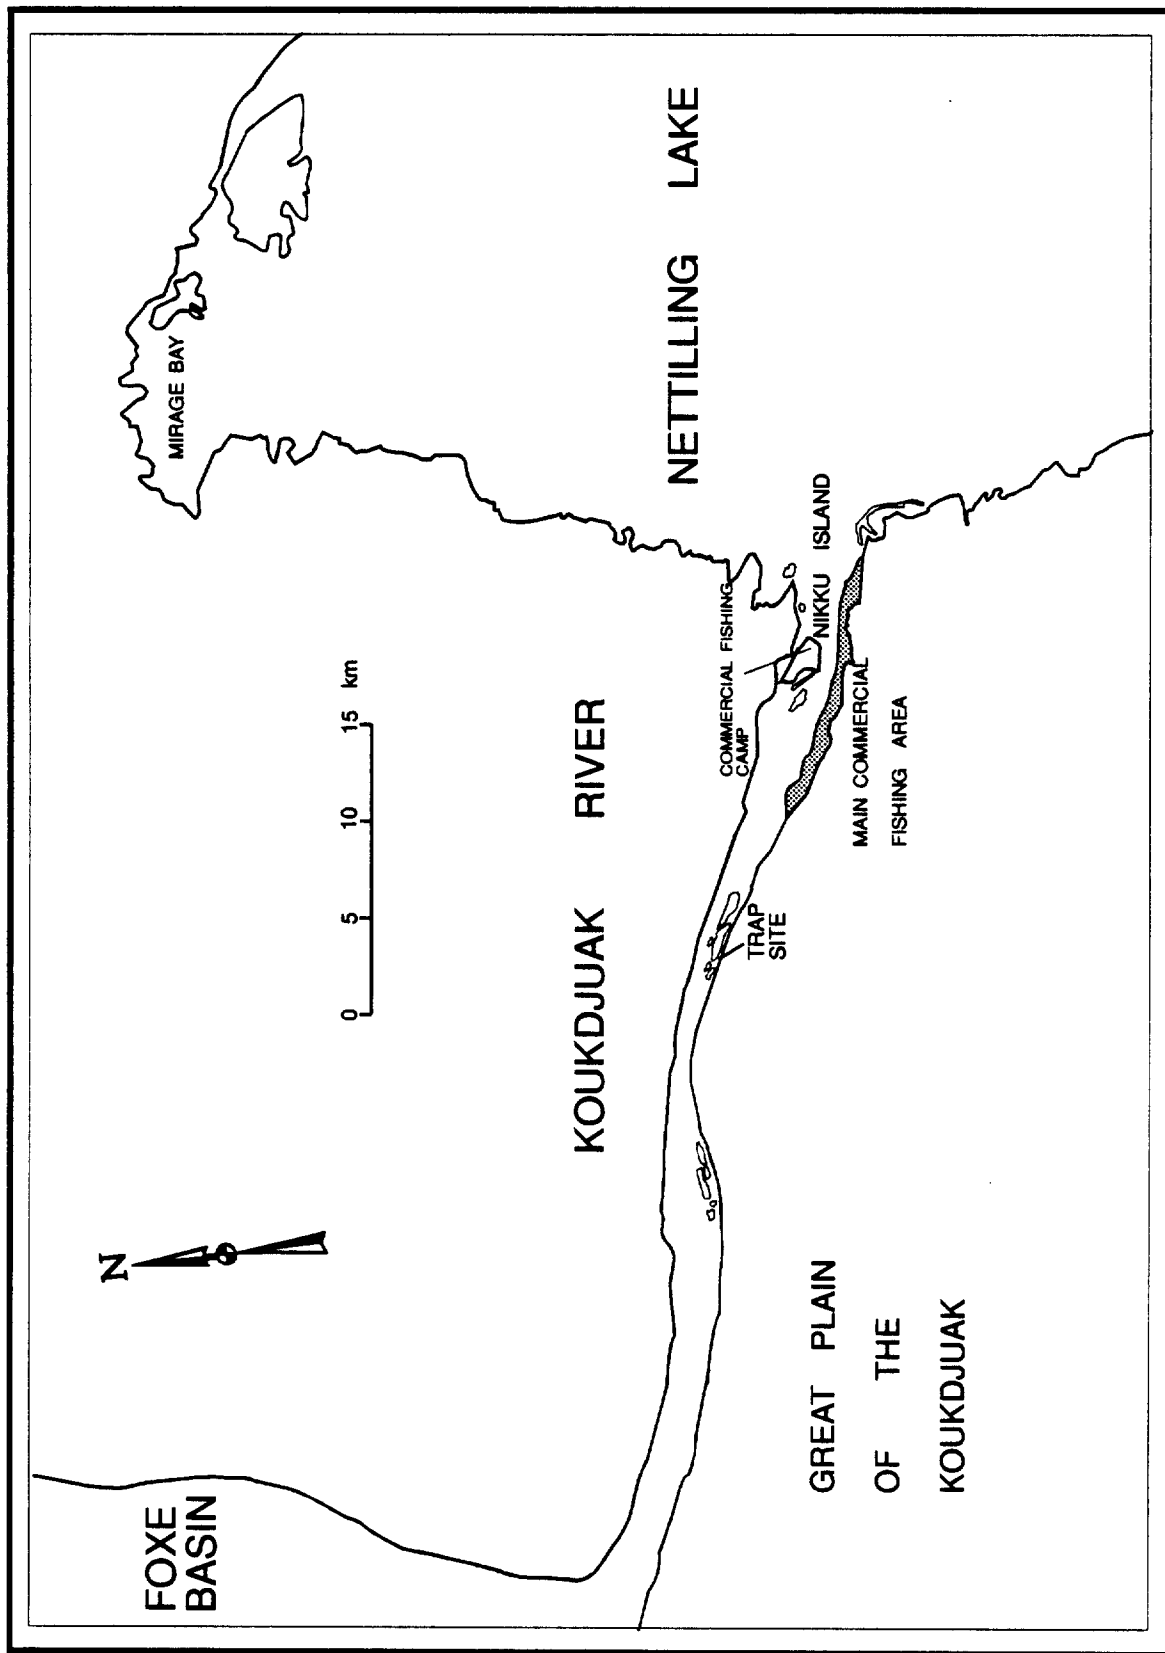 FOXE
BASIN
N
MIRAGE BAY
0 5 10 15 km
KOUKDJUAK RIVER
NETTILLING LAKE
COMMERCIAL FISHING
CAMP
NIKKU ISLAND
TRAP
SITE
MAIN COMMERCIAL
FISHING AREA
GREAT PLAIN
OF THE
KOUKDJUAK